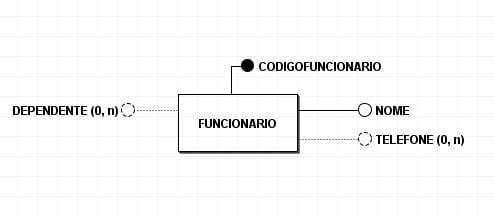 CODIGOFUNCIONARIO
DEPENDENTE (0, n)
NOME
FUNCIONARIO
TELEFONE (0, n)